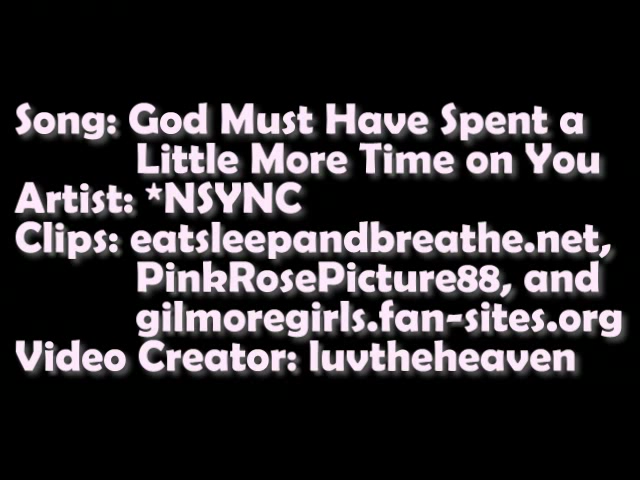 Song: God Must Have Spent a
Little More Time on You
Artist: *NSYNC
Clips: eatsleepandbreathe.net,
PinkRosePicture88, and
gilmoregirls.fan-sites.org
Video Creator: luvtheheaven